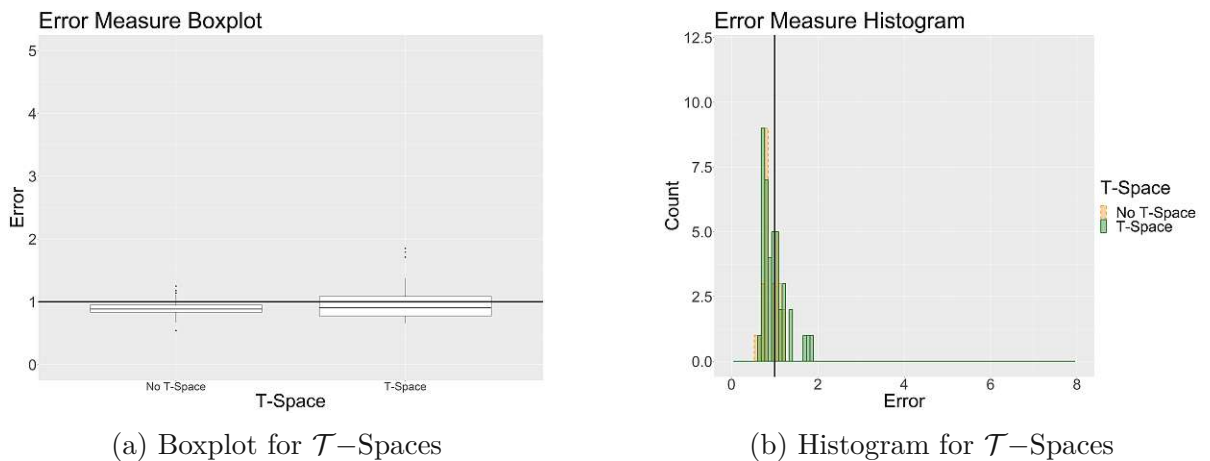 Error Measure Boxplot
5
4
3
2
1
0
Error
No T-Space
T-Space
T-Space
(a) Boxplot for 𝒯−Spaces
Error Measure Histogram
12.5
10.0
7.5
5.0
2.5
0.0
Count
0 2 4 6 8
Error
T-Space
No T-Space
T-Space
(b) Histogram for 𝒯−Spaces